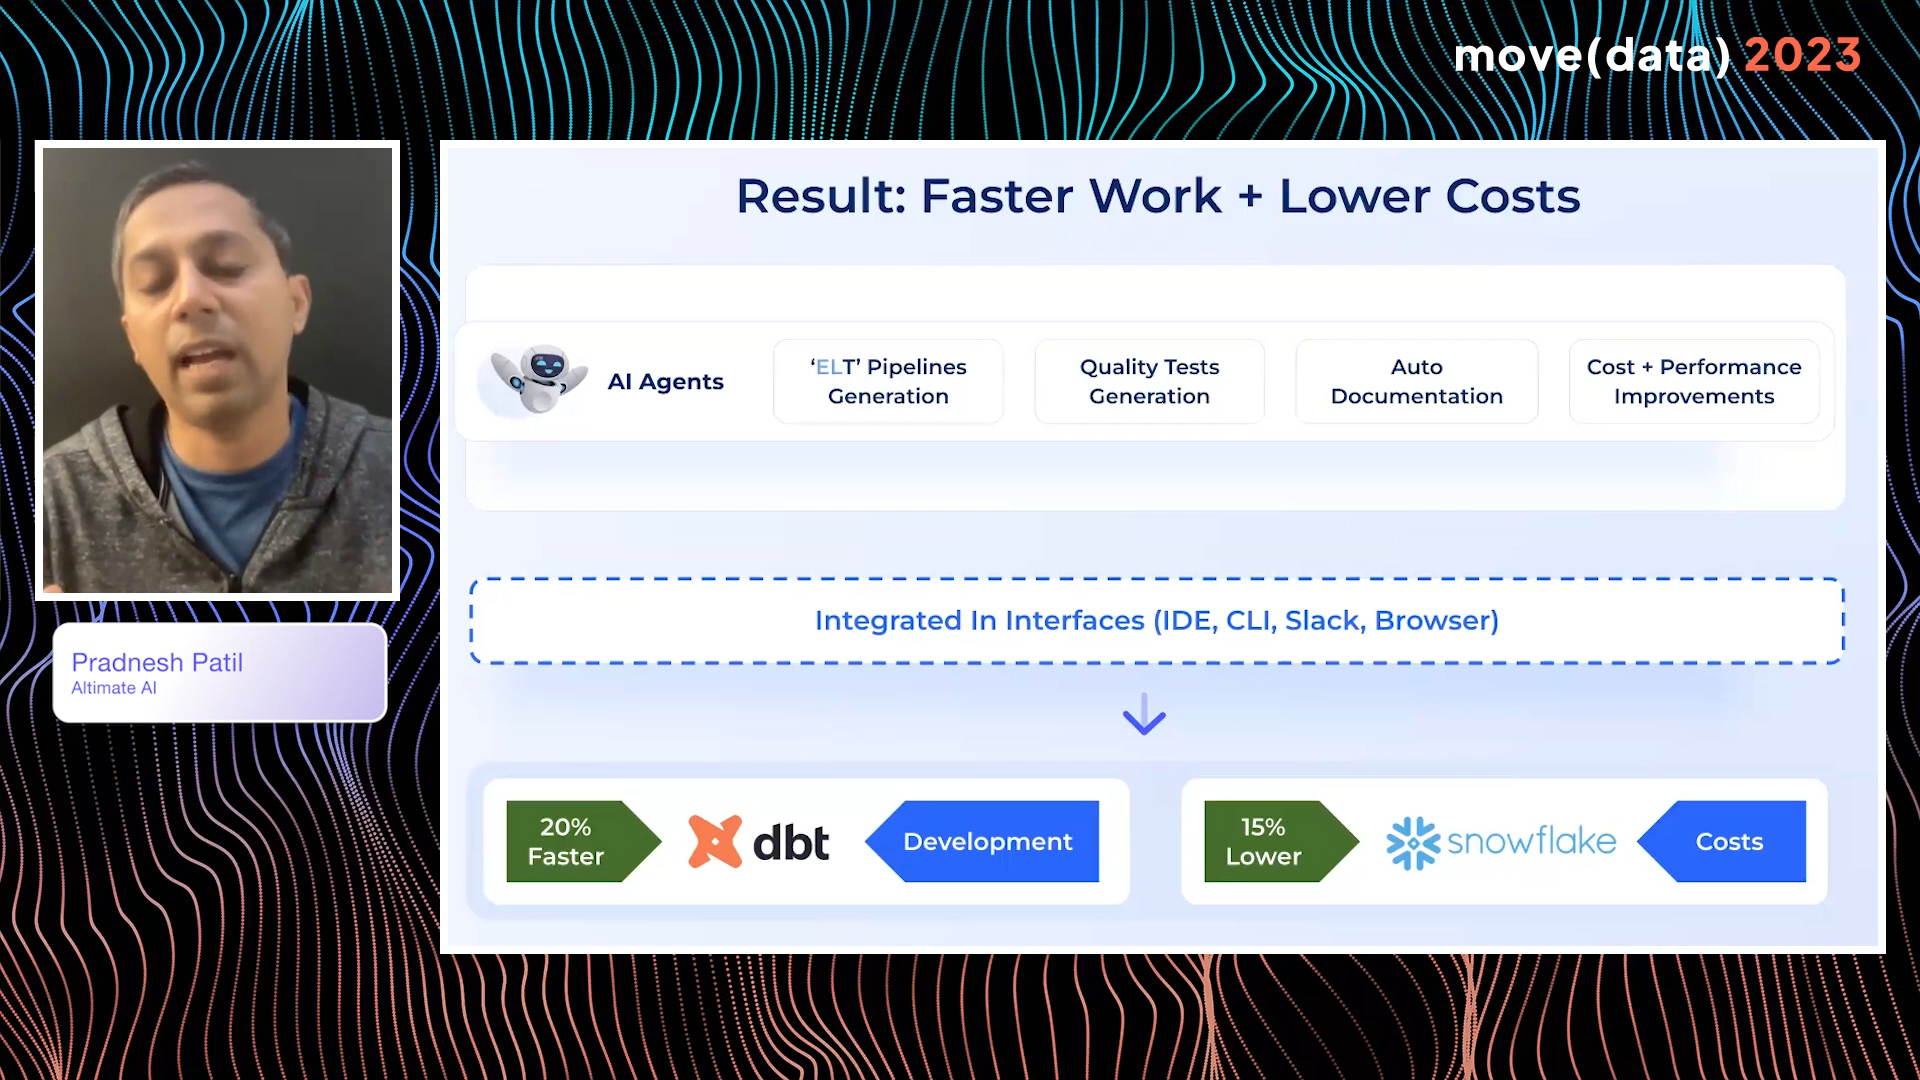 move(data) 2023
Result: Faster Work + Lower Costs
AI Agents
‘ELT’ Pipelines
Generation
Quality Tests
Generation
Auto
Documentation
Cost + Performance
Improvements
Integrated In Interfaces (IDE, CLI, Slack, Browser)
Pradnesh Patil
Altimate AI
20%
Faster
dbt
Development
15%
Lower
snowflake
Costs